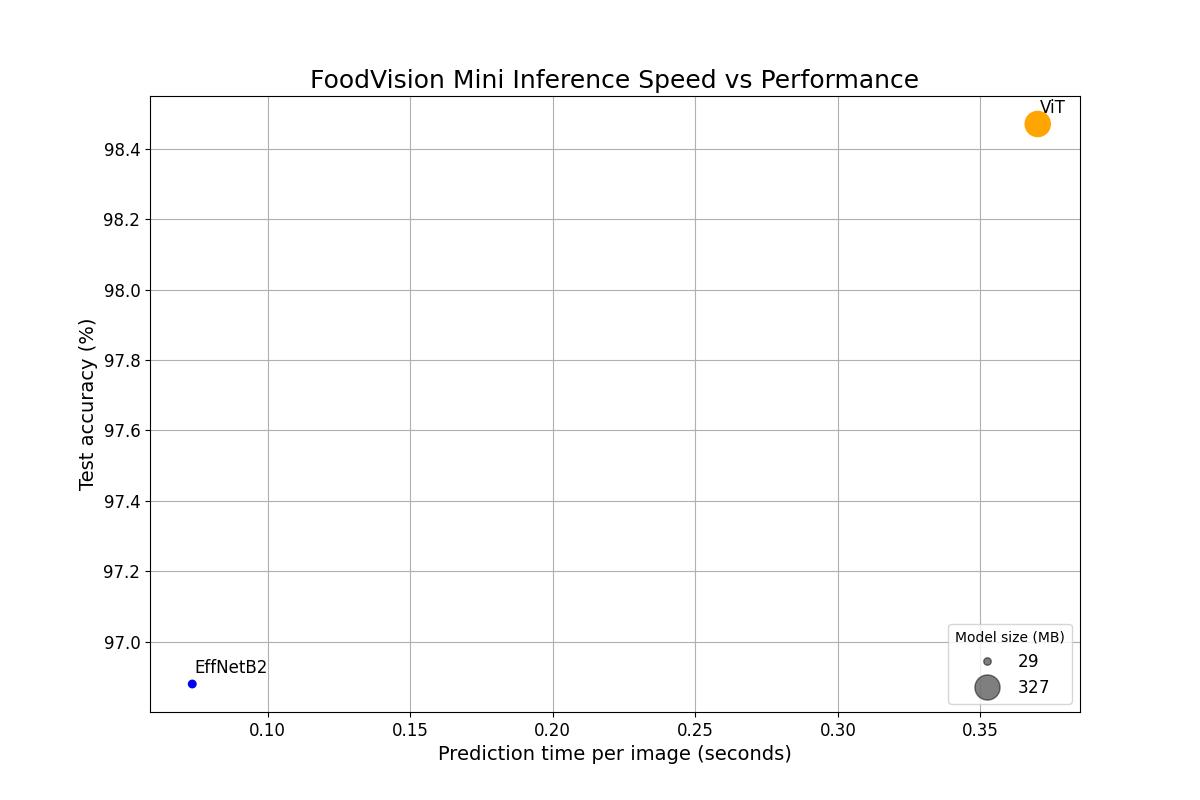 FoodVision Mini Inference Speed vs Performance
ViT
98.4
98.2
98.0
97.8
97.6
97.4
97.2
97.0
Test accuracy (%)
EffNetB2
Model size (MB)
29
327
0.10 0.15 0.20 0.25 0.30 0.35
Prediction time per image (seconds)